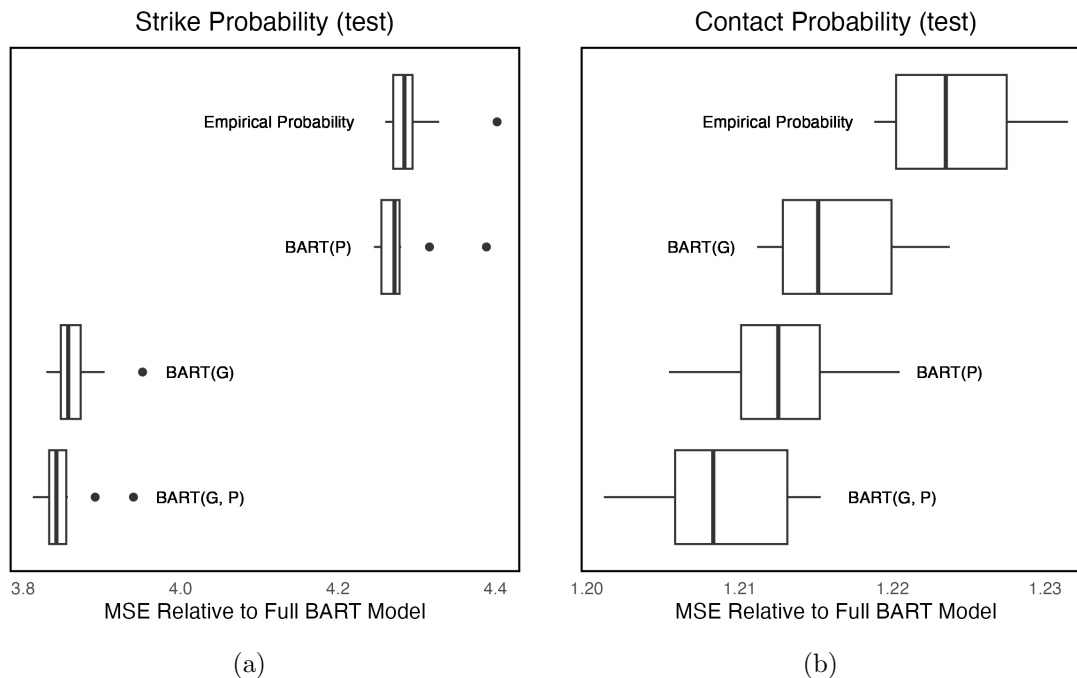 Strike Probability (test)
Empirical Probability
BART(P)
BART(G)
BART(G, P)
3.8 4.0 4.2 4.4
MSE Relative to Full BART Model
(a)
Contact Probability (test)
Empirical Probability
BART(G)
BART(P)
BART(G, P)
1.20 1.21 1.22 1.23
MSE Relative to Full BART Model
(b)